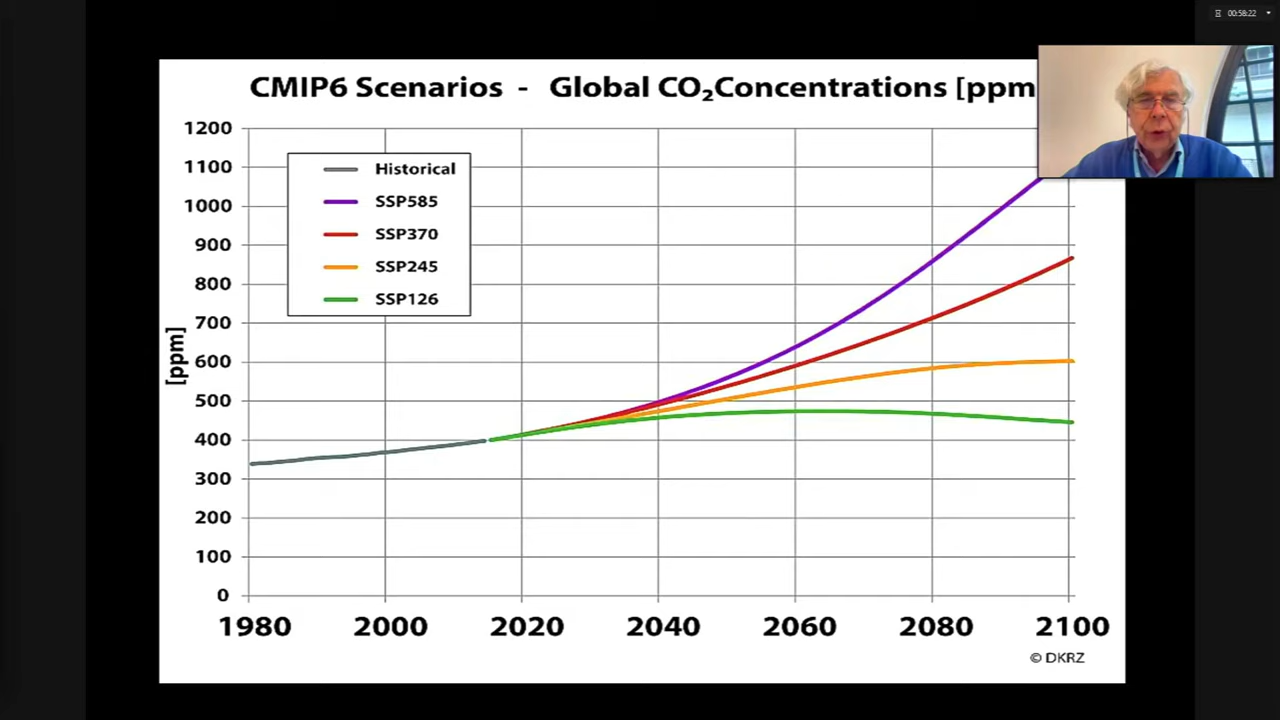 00:58:22
CMIP6 Scenarios - Global CO₂Concentrations [ppm
1200
1100
1000
900
800
700
600
500
400
300
200
100
0
[ppm]
Historical
SSP585
SSP370
SSP245
SSP126
1980 2000 2020 2040 2060 2080 2100
© DKRZ